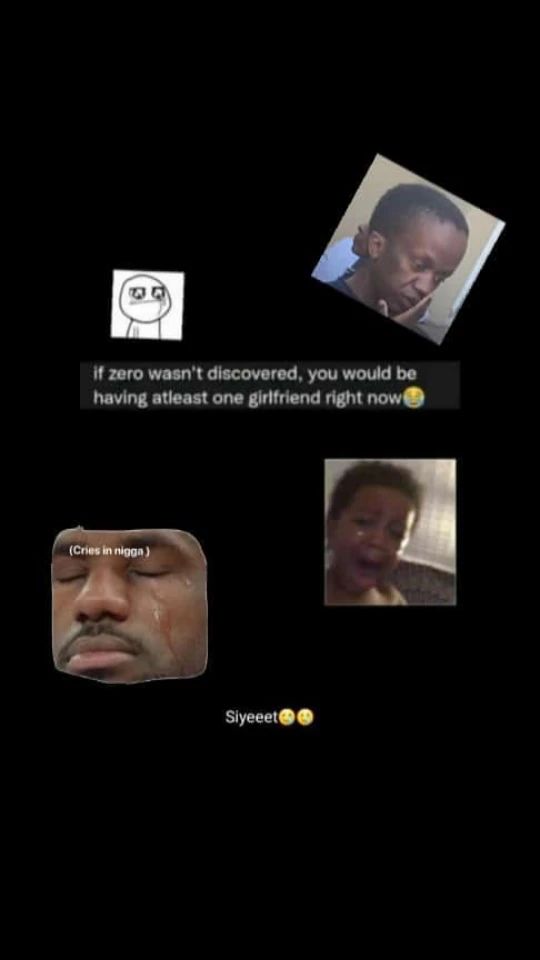 if zero wasn't discovered, you would be
having atleast one girlfriend right now😭
(Cries in nigga )
Siyeeet🥲🥲